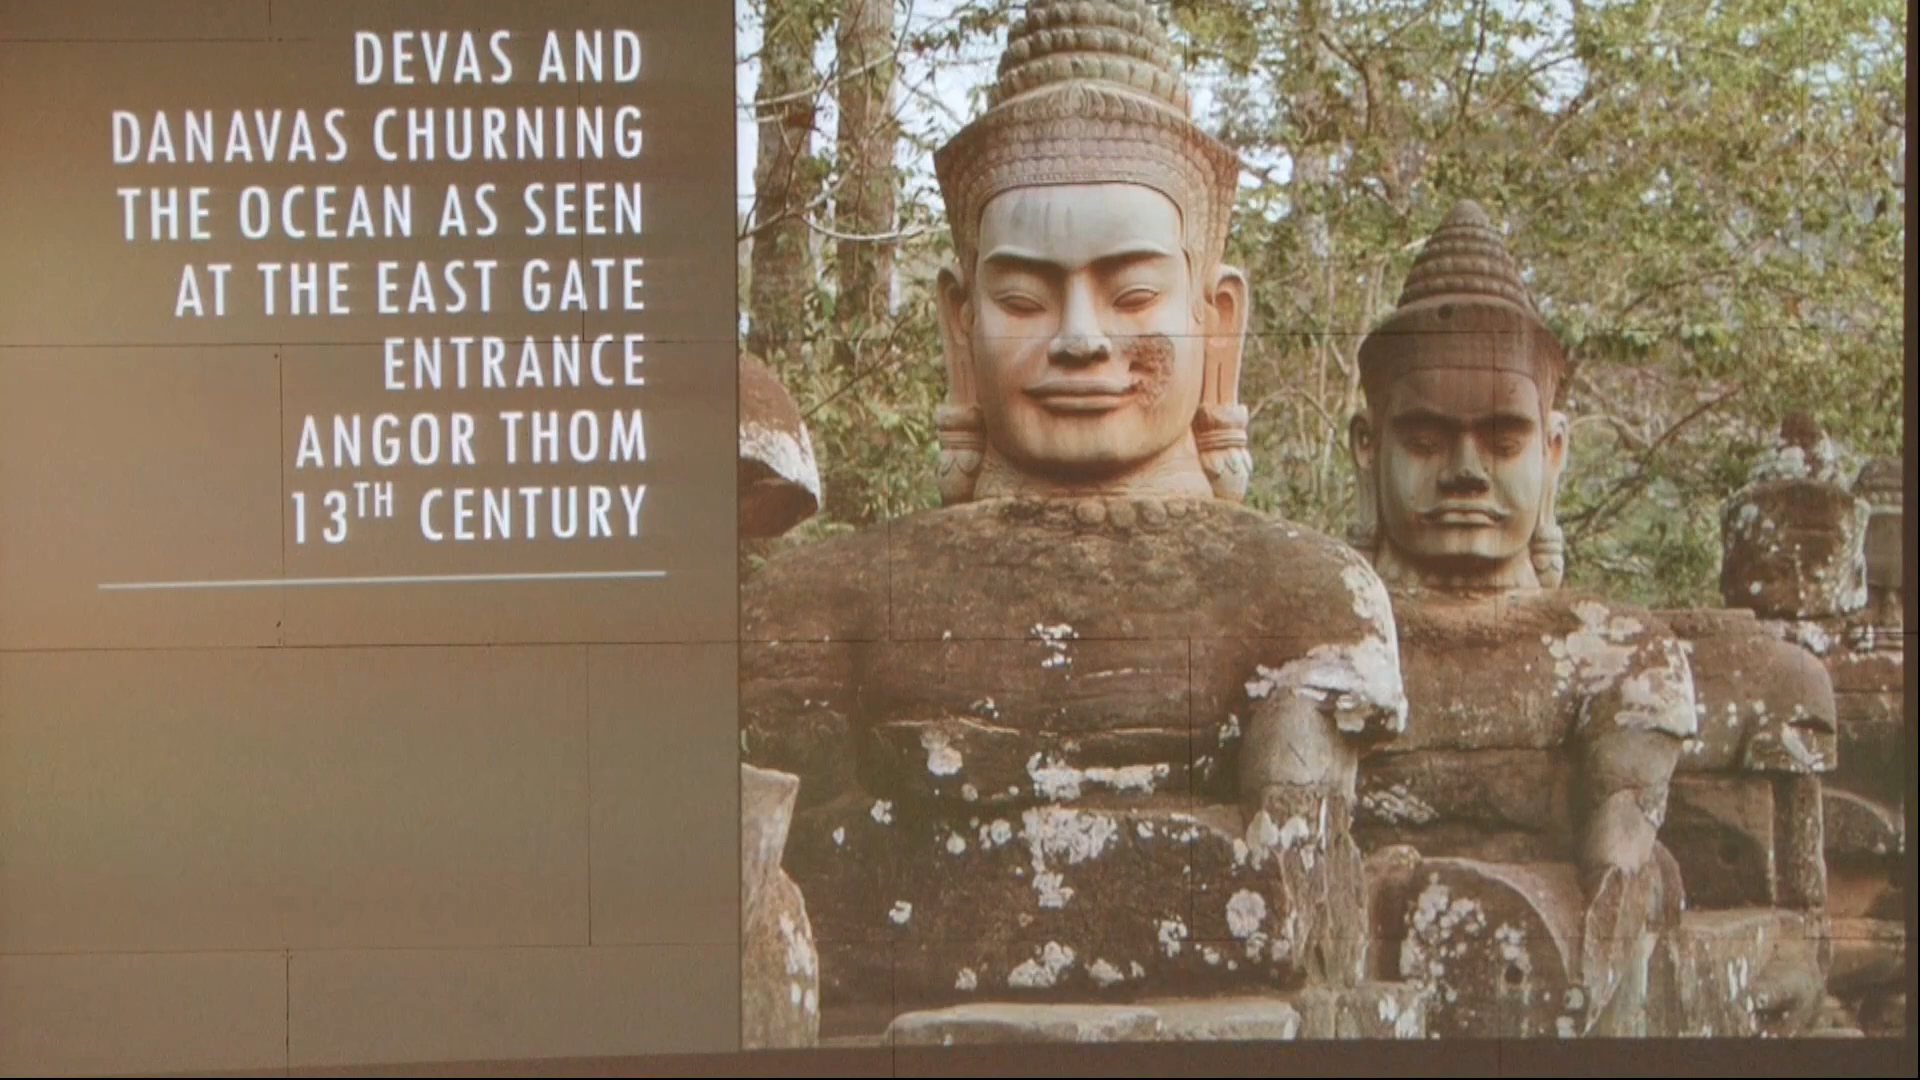 DEVAS AND
DANAVAS CHURNING
THE OCEAN AS SEEN
AT THE EAST GATE
ENTRANCE
ANGOR THOM
13TH CENTURY